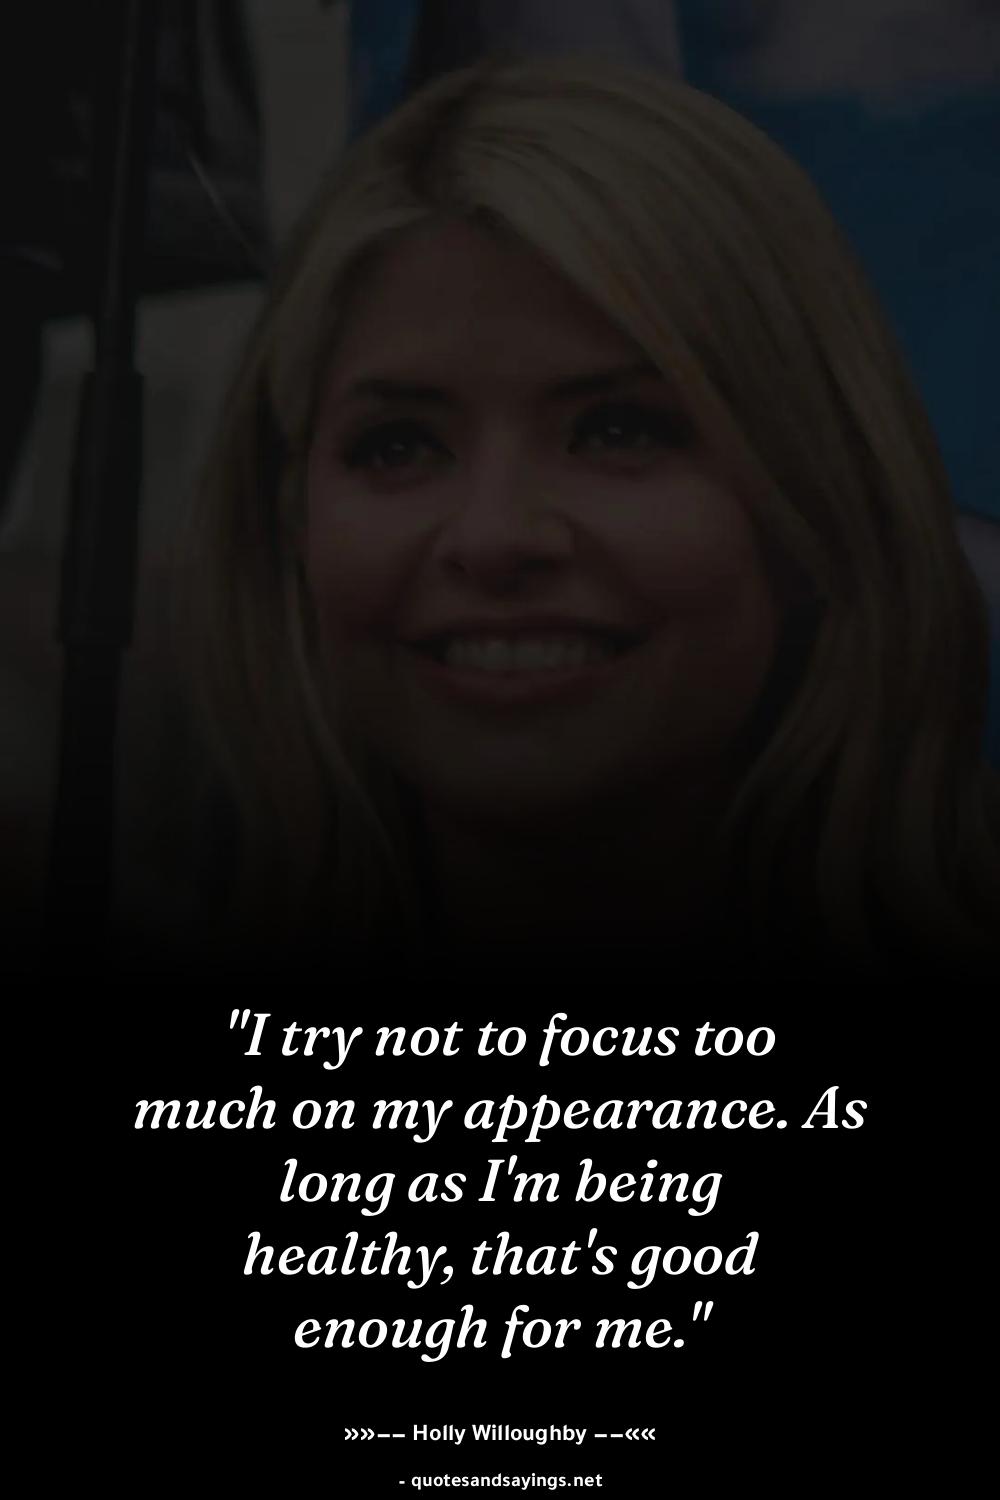 "I try not to focus too
much on my appearance. As
long as I'm being
healthy, that's good
enough for me."
»»–– Holly Willoughby ––««
- quotesandsayings.net